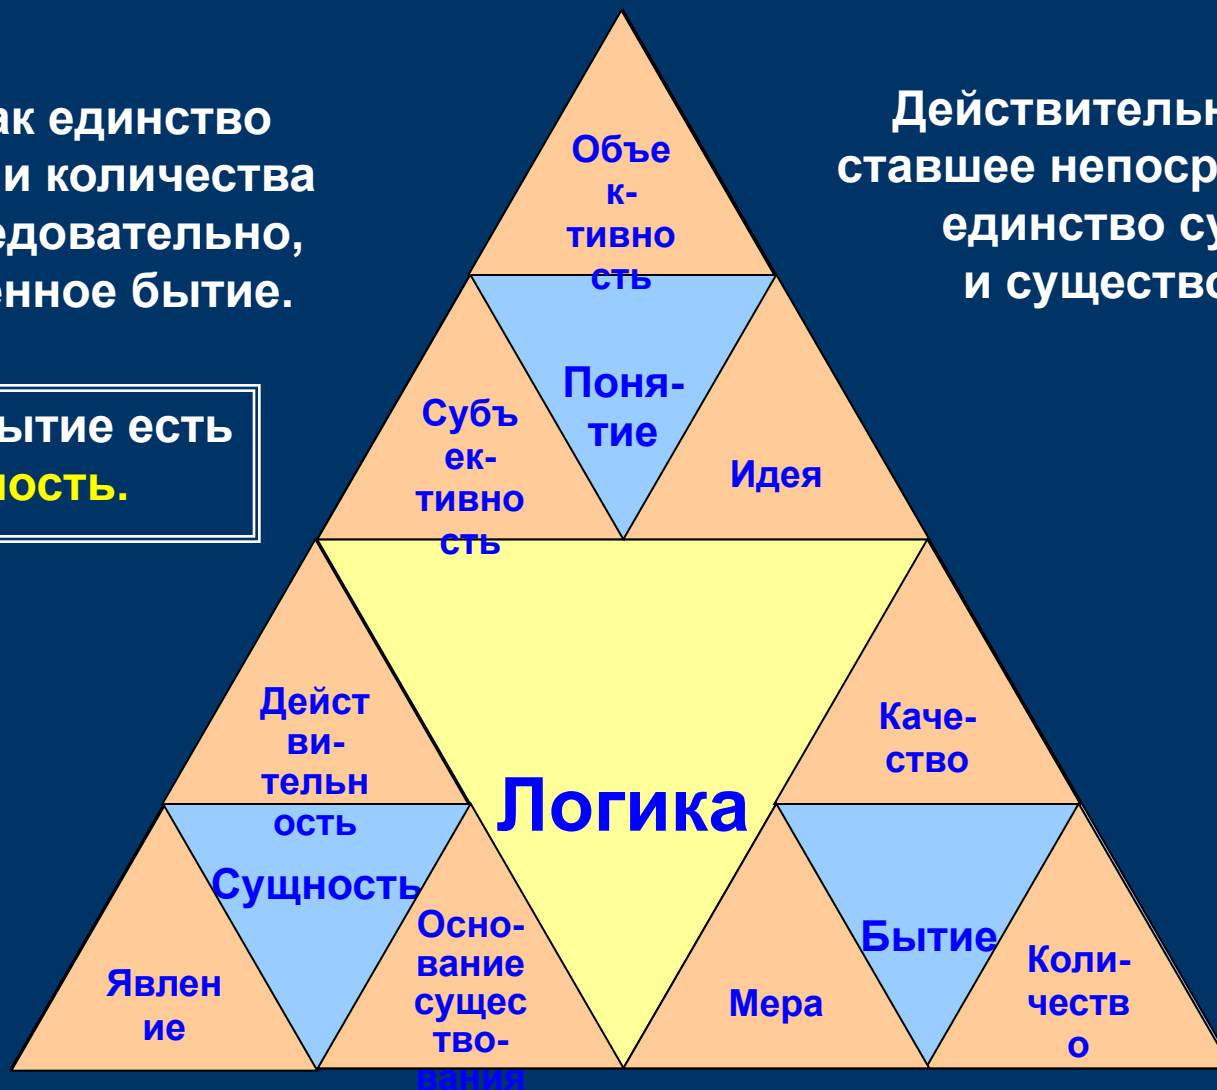 ак единство
и количества
едовательно,
енное бытие.
ытие есть
ность.
Действительн
ставшее непоср
единство су
и существо
Объе
к-
тивно
сть
Поня-
тие
Субъ
ек-
тивно
сть
Идея
Логика
Дейст
ви-
тельн
ость
Сущность
Явлен
ие
Осно-
вание
сущес
тво-
вания
Каче-
ство
Бытие
Мера
Коли-
честв
о